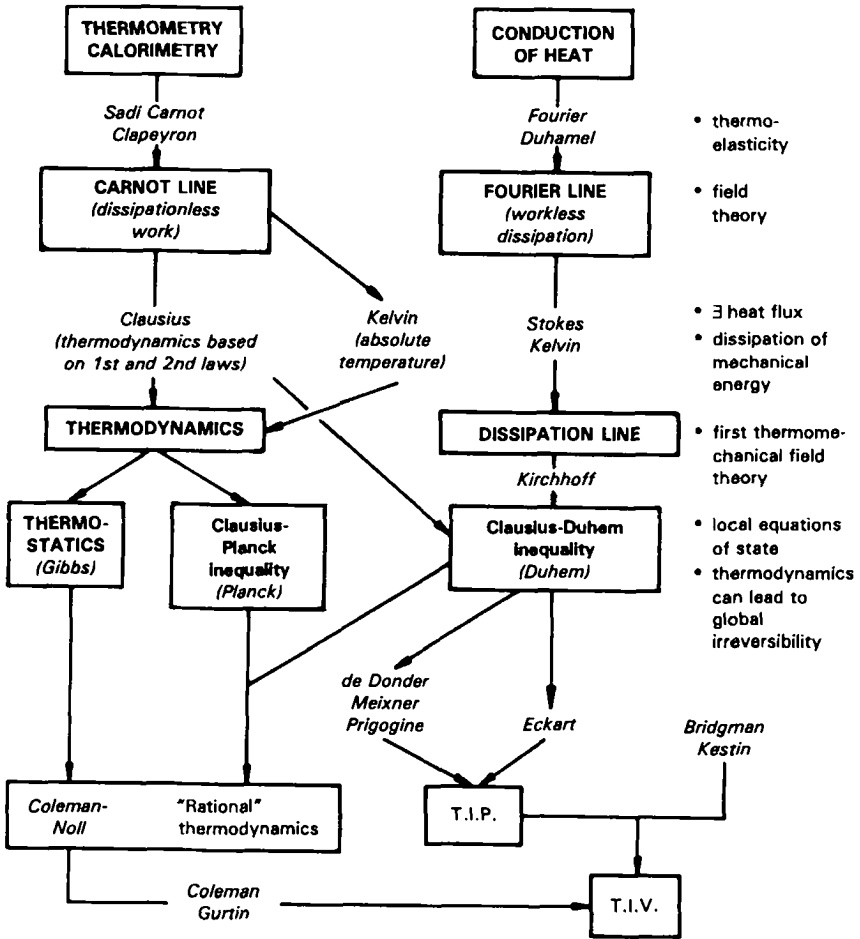 THERMOMETRY
CALORIMETRY
CONDUCTION
OF HEAT
Sadi Carnot
Clapeyron
Fourier
Duhamel
• thermo-
elasticity
CARNOT LINE
(dissipationless
work)
FOURIER LINE
(workless
dissipation)
• field
theory
Clausius
(thermodynamics based
on 1st and 2nd laws)
Kelvin
(absolute
temperature)
Stokes
Kelvin
• ∃ heat flux
• dissipation of
mechanical
energy
THERMODYNAMICS
DISSIPATION LINE
• first thermome-
chanical field
theory
Kirchhoff
THERMO-
STATICS
(Gibbs)
Clausius-
Planck
inequality
(Planck)
Clausius-Duhem
inequality
(Duhem)
• local equations
of state
• thermodynamics
can lead to
global
irreversibility
de Donder
Meixner
Prigogine
Eckart
Bridgman
Kestin
Coleman-
Noll
"Rational"
thermodynamics
T.I.P.
Coleman
Gurtin
T.I.V.